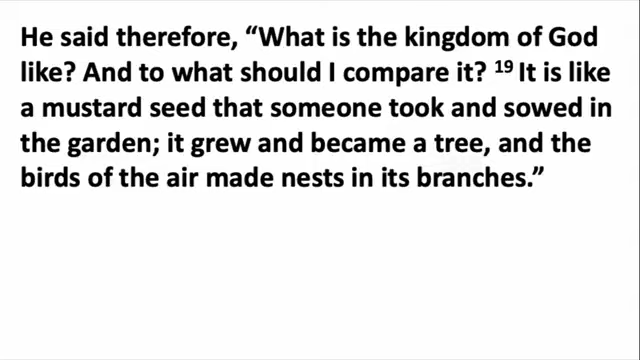 He said therefore, “What is the kingdom of God
like? And to what should I compare it? ¹⁹ It is like
a mustard seed that someone took and sowed in
the garden; it grew and became a tree, and the
birds of the air made nests in its branches.”